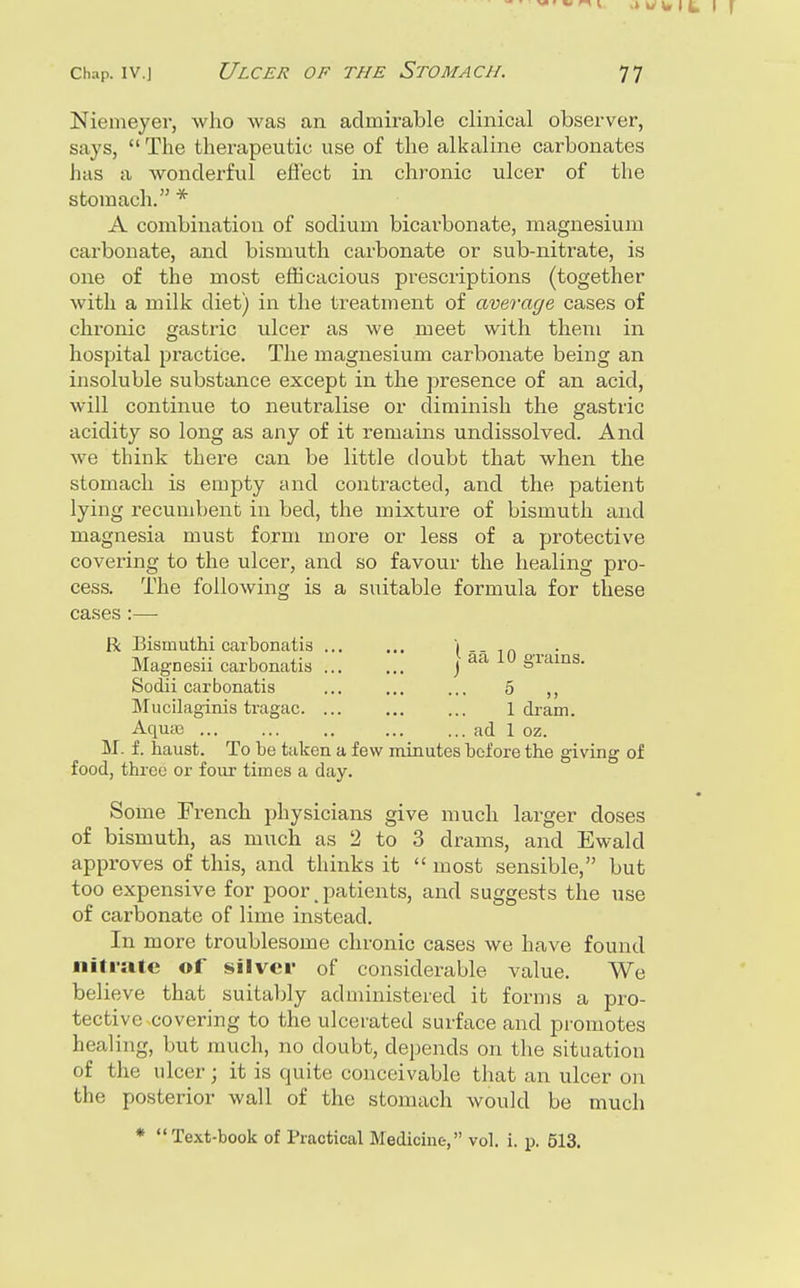 Chap. IV.] ULCER OF THE STOMACH. 77
Niemeyer, who was an admirable clinical observer,
says, “The therapeutic use of the alkaline carbonates
has a wonderful effect in chronic ulcer of the
stomach.” *
A combination of sodium bicarbonate, magnesium
carbonate, and bismuth carbonate or sub-nitrate, is
one of the most efficacious prescriptions (together
with a milk diet) in the treatment of average cases of
chronic gastric ulcer as we meet with them in
hospital practice. The magnesium carbonate being an
insoluble substance except in the presence of an acid,
will continue to neutralise or diminish the gastric
acidity so long as any of it remains undissolved. And
we think there can be little doubt that when the
stomach is empty and contracted, and the patient
lying recumbent in bed, the mixture of bismuth and
magnesia must form more or less of a protective
covering to the ulcer, and so favour the healing pro-
cess. The following is a suitable formula for these
cases :—
℞ Bismuthi carbonatis ... ... } āā 10 grains.
Magnesii carbonatis ... ... }
Sodii carbonatis ... ... ... 5 ,,
Mucilaginis tragac. ... ... ... 1 dram.
Aquæ ... ... .. ... ... ad 1 oz.
M. f. haust. To be taken a few minutes before the giving of
food, three or four times a day.
Some French physicians give much larger doses
of bismuth, as much as 2 to 3 drams, and Ewald
approves of this, and thinks it “most sensible,” but
too expensive for poor patients, and suggests the use
of carbonate of lime instead.
In more troublesome chronic cases we have found
nitrate of silver of considerable value. We
believe that suitably administered it forms a pro-
tective covering to the ulcerated surface and promotes
healing, but much, no doubt, depends on the situation
of the ulcer; it is quite conceivable that an ulcer on
the posterior wall of the stomach would be much
* “Text-book of Practical Medicine,” vol. i. p. 513.